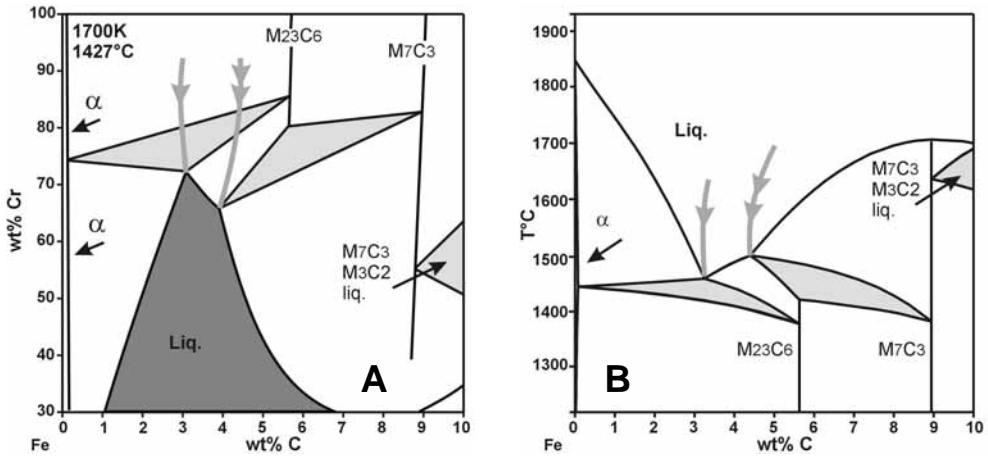 1700K
1427°C
M23C6
M7C3
α
α
M7C3
M3C2
liq.
Liq.
A
100
90
80
70
60
50
40
30
wt% Cr
0 1 2 3 4 5 6 7 8 9 10
Fe
wt% C
1900
1800
1700
1600
1500
1400
1300
T°C
Liq.
M7C3
M3C2
liq.
α
M23C6
M7C3
B
0 1 2 3 4 5 6 7 8 9 10
Fe
wt% C